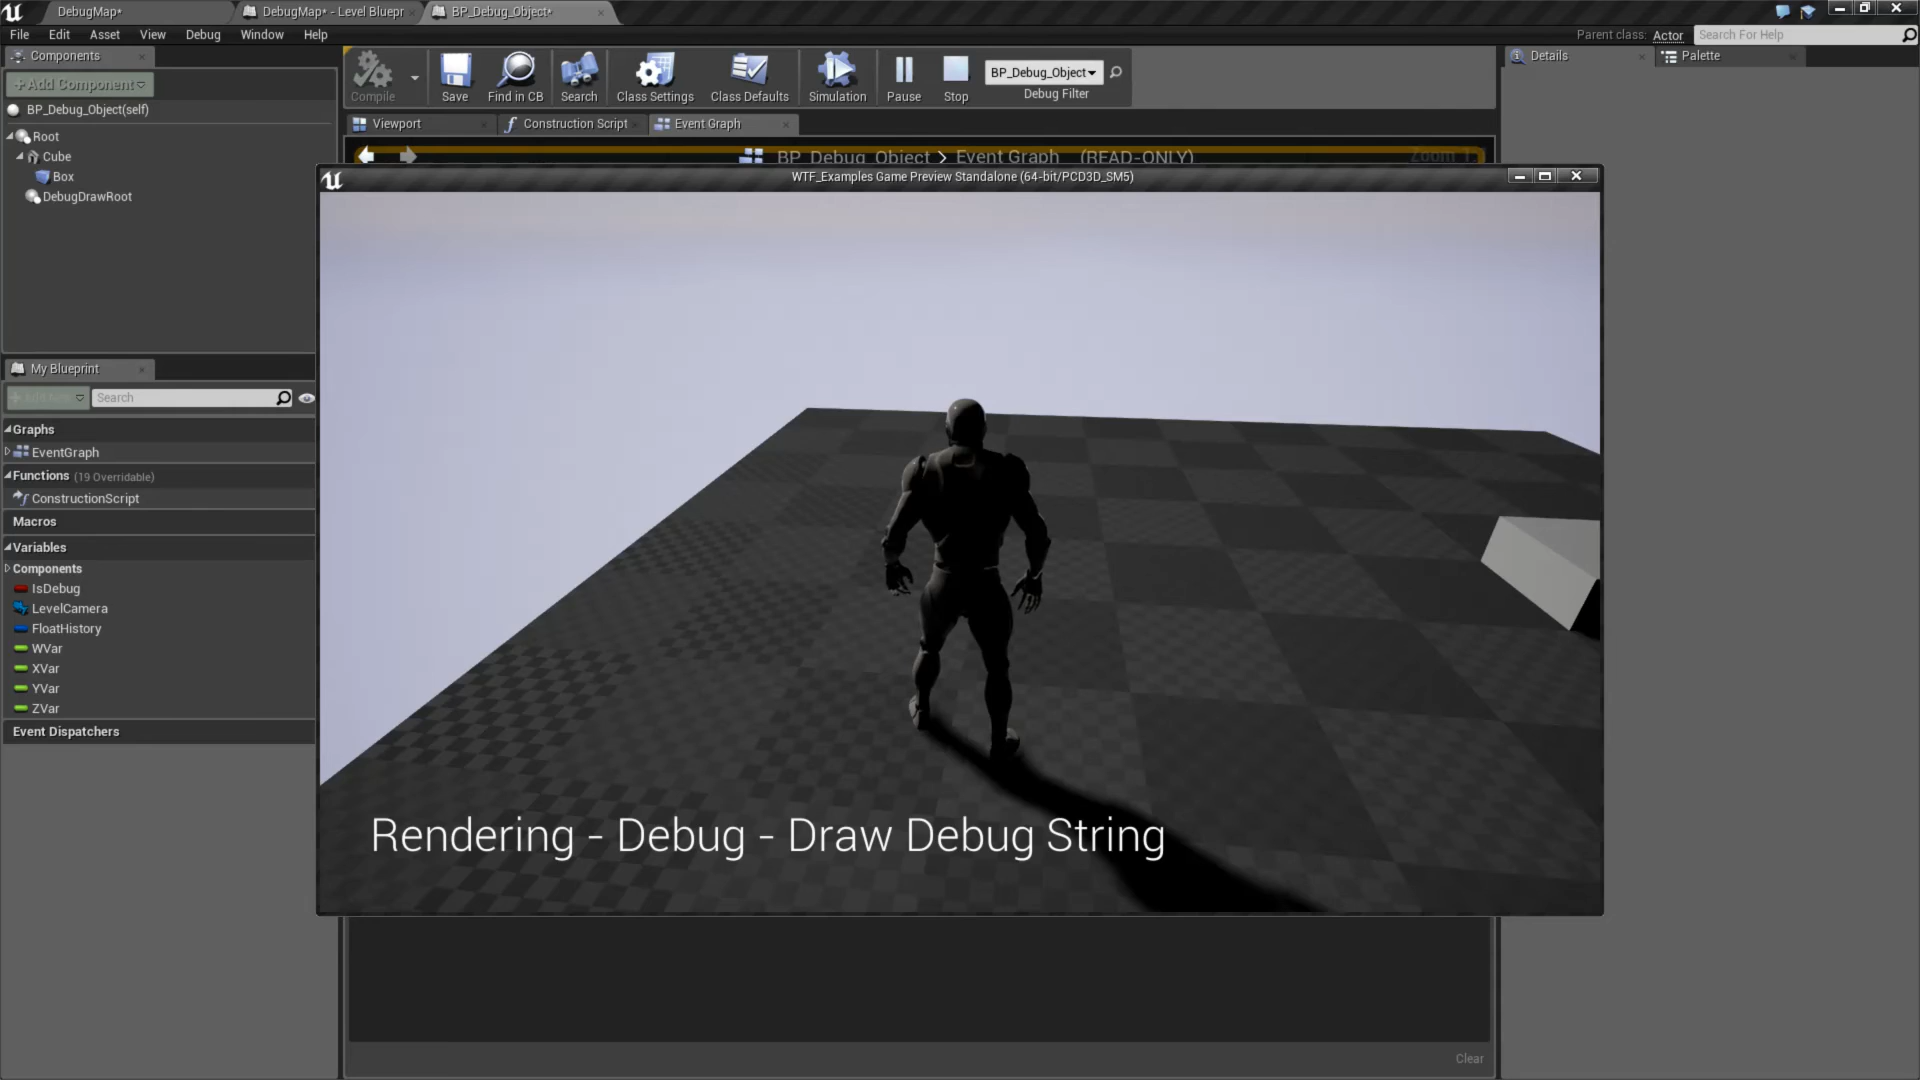 DebugMap*
DebugMap* - Level Bluepr
BP_Debug_Object*
File Edit Asset View Debug Window Help
Parent class: Actor
Search For Help
Components
+Add Component
BP_Debug_Object(self)
Root
Cube
Box
DebugDrawRoot
Compile
Save
Find in CB
Search
Class Settings
Class Defaults
Simulation
Pause
Stop
BP_Debug_Object
Debug Filter
Details
Palette
Viewport
Construction Script
Event Graph
BP_Debug_Object > Event Graph (READ-ONLY)
WTF_Examples Game Preview Standalone (64-bit/PCD3D_SM5)
My Blueprint
Search
Graphs
EventGraph
Functions (19 Overridable)
ConstructionScript
Macros
Variables
Components
IsDebug
LevelCamera
FloatHistory
WVar
XVar
YVar
ZVar
Event Dispatchers
Rendering - Debug - Draw Debug String
Clear